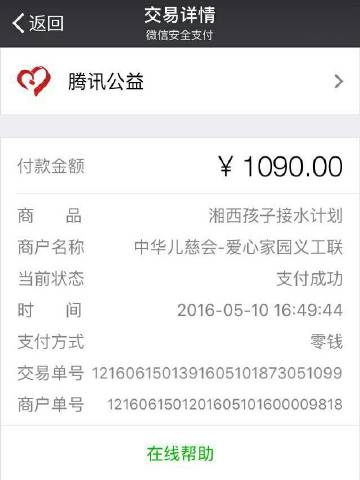 返回
交易详情
微信安全支付
腾讯公益
付款金额 ¥ 1090.00
商 品 湘西孩子接水计划
商户名称 中华儿慈会-爱心家园义工联
当前状态 支付成功
时 间 2016-05-10 16:49:44
支付方式 零钱
交易单号 1216061501391605101873051099
商户单号 1216061501201605101600009818
在线帮助